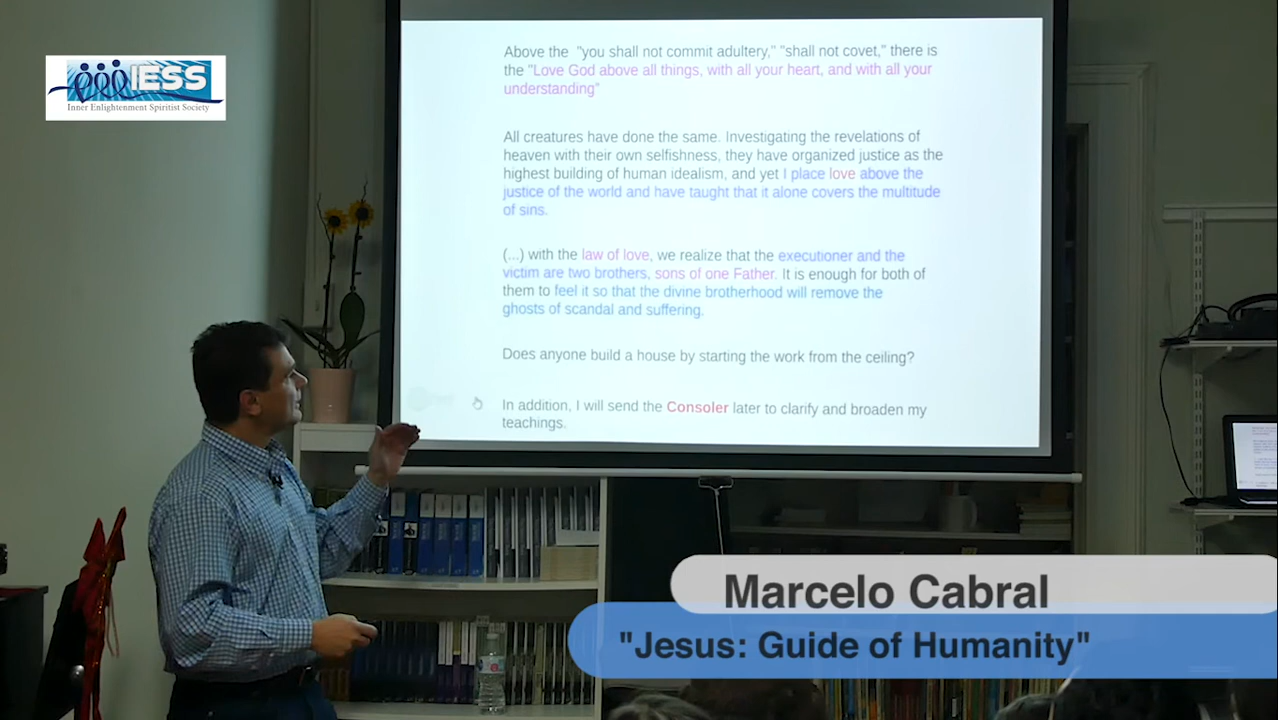 IESS
Inner Enlightenment Spiritist Society
Above the "you shall not commit adultery," "shall not covet," there is
the "Love God above all things, with all your heart, and with all your
understanding"
All creatures have done the same. Investigating the revelations of
heaven with their own selfishness, they have organized justice as the
highest building of human idealism, and yet I place love above the
justice of the world and have taught that it alone covers the multitude
of sins.
(...) with the law of love, we realize that the executioner and the
victim are two brothers, sons of one Father. It is enough for both of
them to feel it so that the divine brotherhood will remove the
ghosts of scandal and suffering.
Does anyone build a house by starting the work from the ceiling?
In addition, I will send the Consoler later to clarify and broaden my
teachings.
Marcelo Cabral
"Jesus: Guide of Humanity"